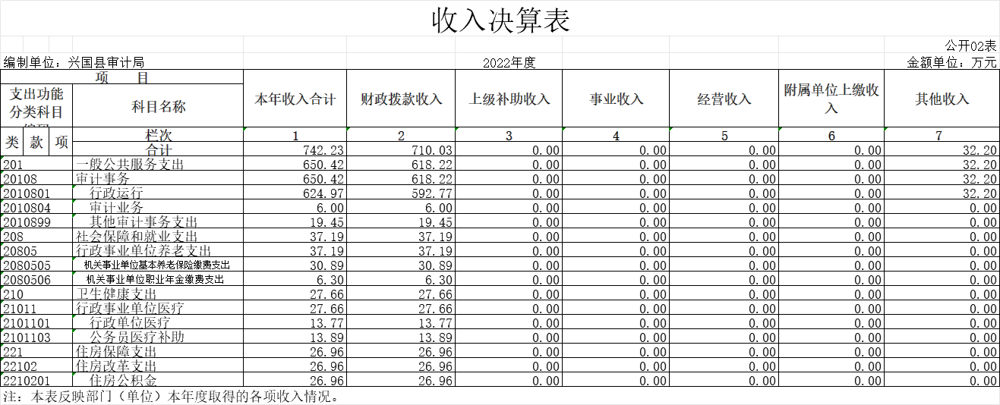 收入决算表
公开02表
编制单位：兴国县审计局 2022年度 金额单位：万元
项 目 本年收入合计 财政拨款收入 上级补助收入 事业收入 经营收入 附属单位上缴收入 其他收入
支出功能分类科目 科目名称
类 款 项 栏次 1 2 3 4 5 6 7
合计 742.23 710.03 0.00 0.00 0.00 0.00 32.20
201 一般公共服务支出 650.42 618.22 0.00 0.00 0.00 0.00 32.20
20108 审计事务 650.42 618.22 0.00 0.00 0.00 0.00 32.20
2010801 行政运行 624.97 592.77 0.00 0.00 0.00 0.00 32.20
2010804 审计业务 6.00 6.00 0.00 0.00 0.00 0.00 0.00
2010899 其他审计事务支出 19.45 19.45 0.00 0.00 0.00 0.00 0.00
208 社会保障和就业支出 37.19 37.19 0.00 0.00 0.00 0.00 0.00
20805 行政事业单位养老支出 37.19 37.19 0.00 0.00 0.00 0.00 0.00
2080505 机关事业单位基本养老保险缴费支出 30.89 30.89 0.00 0.00 0.00 0.00 0.00
2080506 机关事业单位职业年金缴费支出 6.30 6.30 0.00 0.00 0.00 0.00 0.00
210 卫生健康支出 27.66 27.66 0.00 0.00 0.00 0.00 0.00
21011 行政事业单位医疗 27.66 27.66 0.00 0.00 0.00 0.00 0.00
2101101 行政单位医疗 13.77 13.77 0.00 0.00 0.00 0.00 0.00
2101103 公务员医疗补助 13.89 13.89 0.00 0.00 0.00 0.00 0.00
221 住房保障支出 26.96 26.96 0.00 0.00 0.00 0.00 0.00
22102 住房改革支出 26.96 26.96 0.00 0.00 0.00 0.00 0.00
2210201 住房公积金 26.96 26.96 0.00 0.00 0.00 0.00 0.00
注：本表反映部门（单位）本年度取得的各项收入情况。